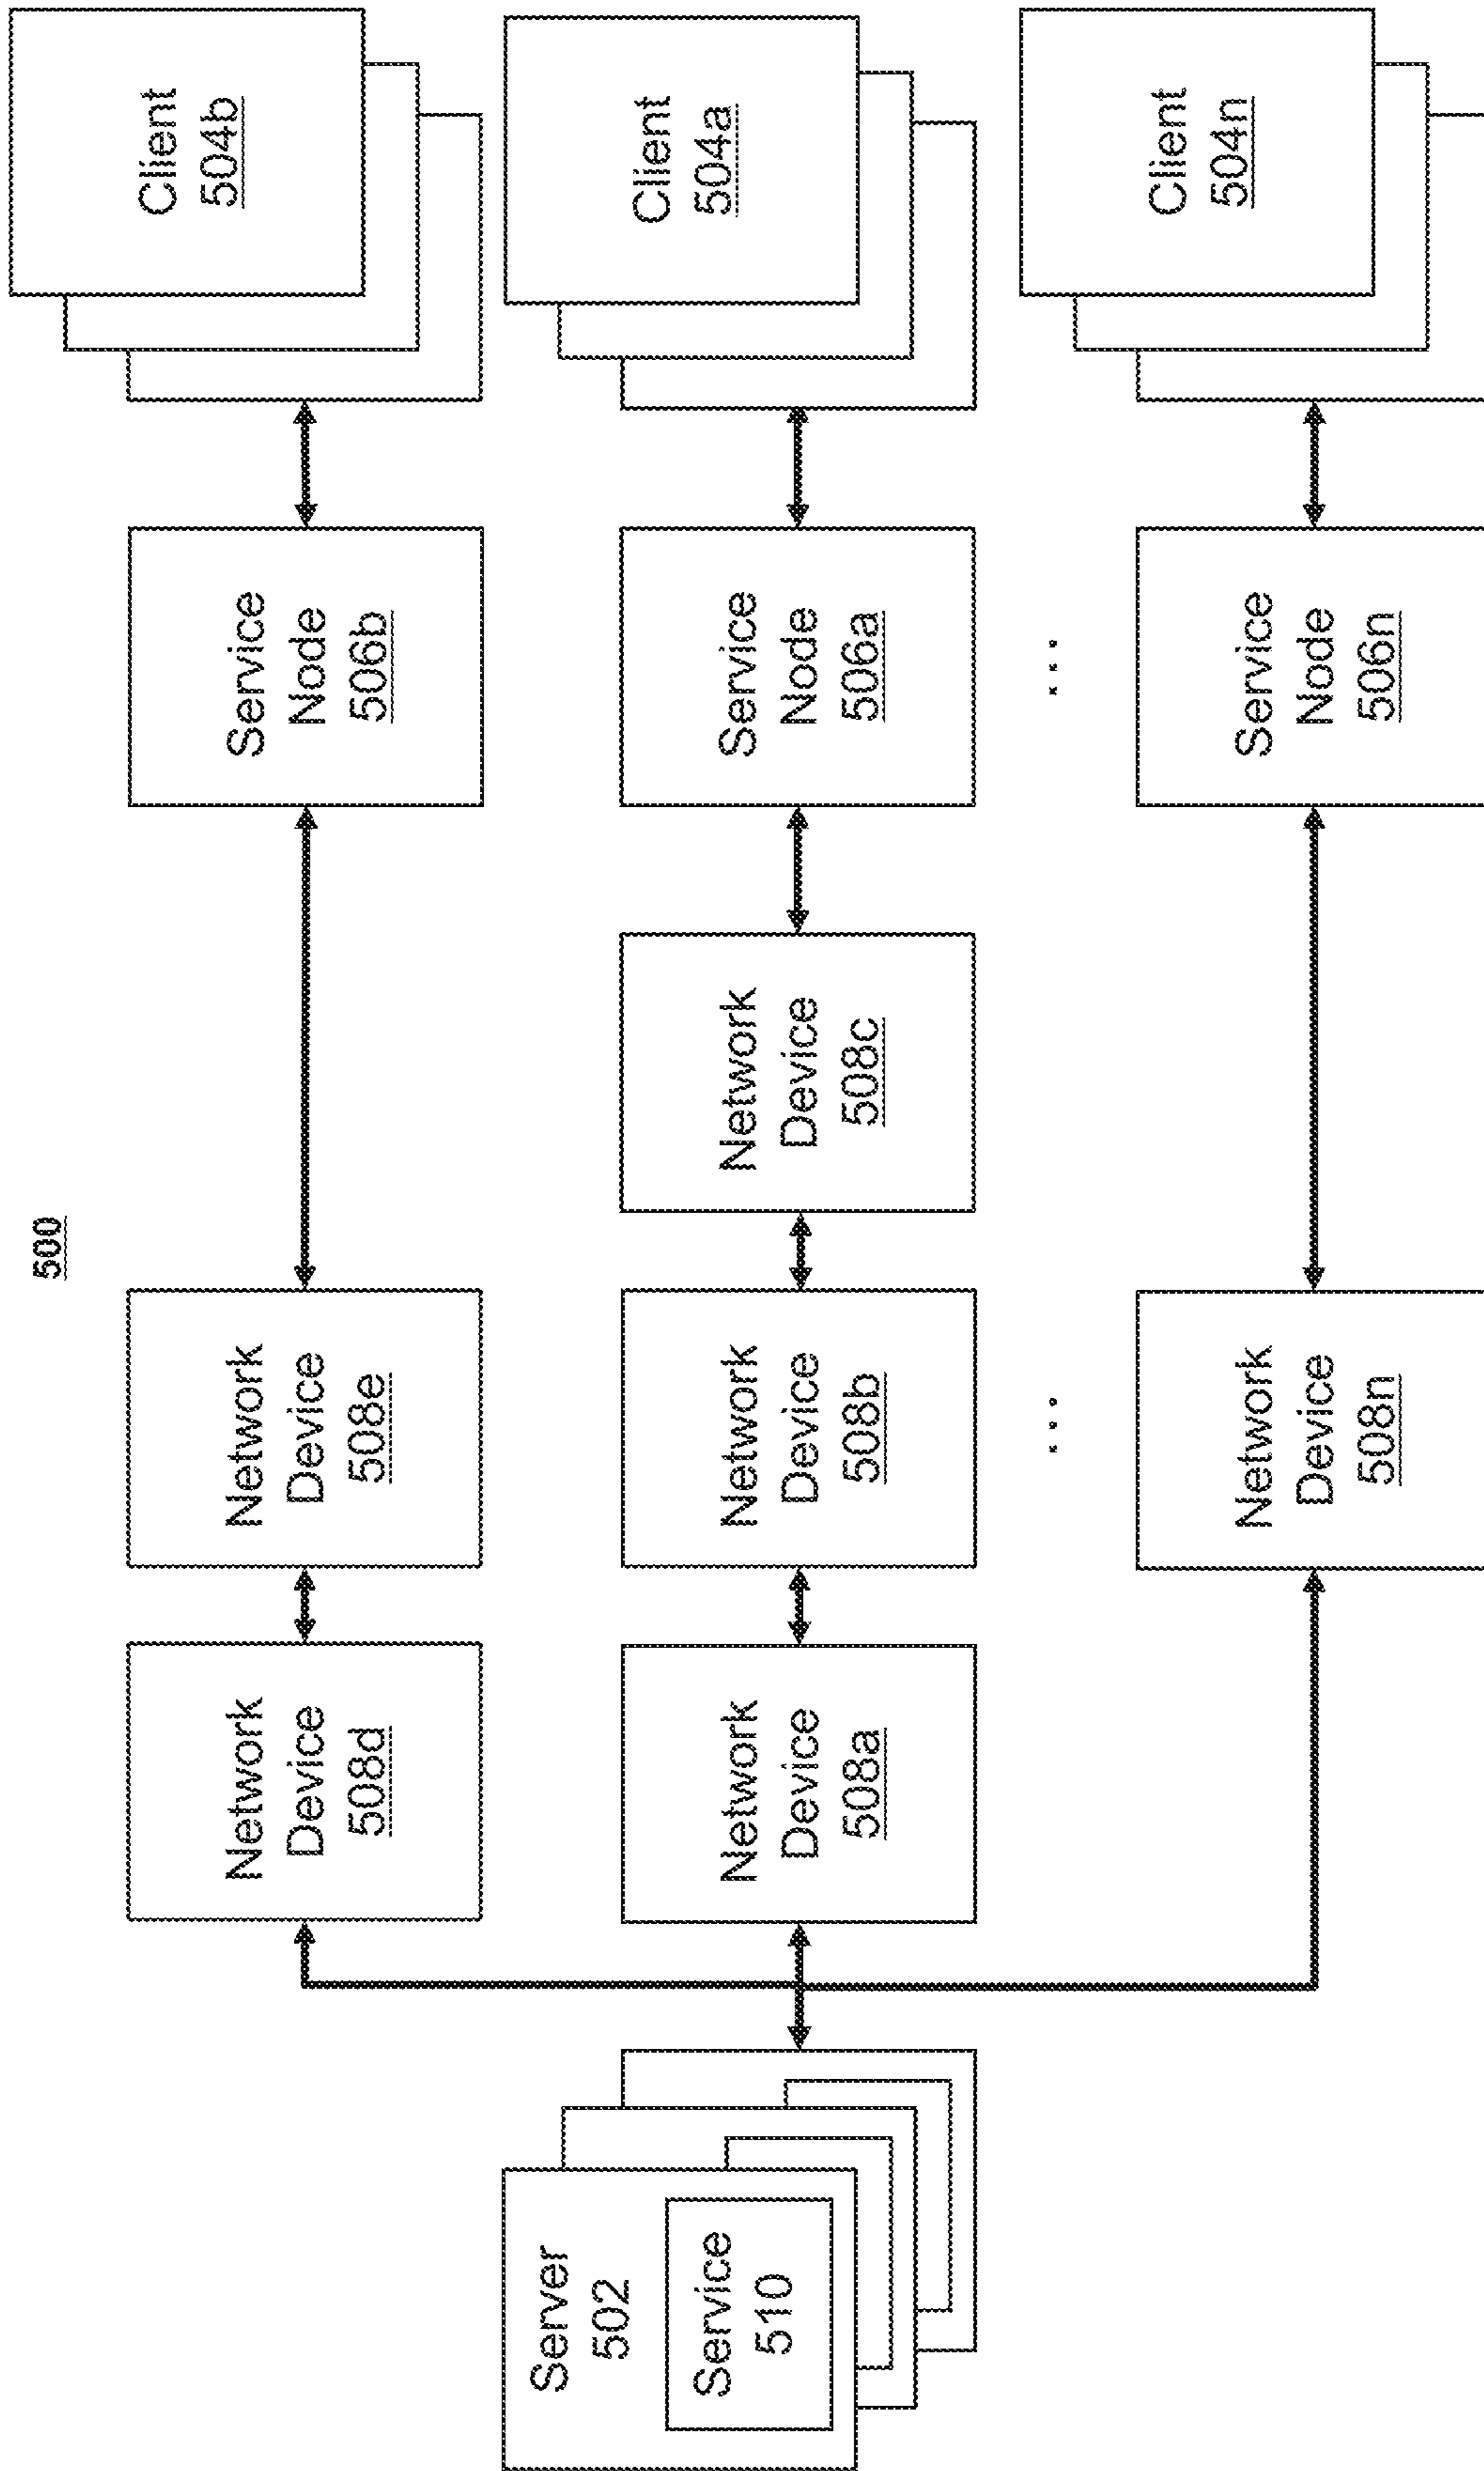 500
Server
502
Service
510
Network
Device
508d
Network
Device
508e
Service
Node
506b
Client
504b
Network
Device
508a
Network
Device
508b
Network
Device
508c
Service
Node
506a
Client
504a
...
...
Network
Device
508n
Service
Node
506n
Client
504n